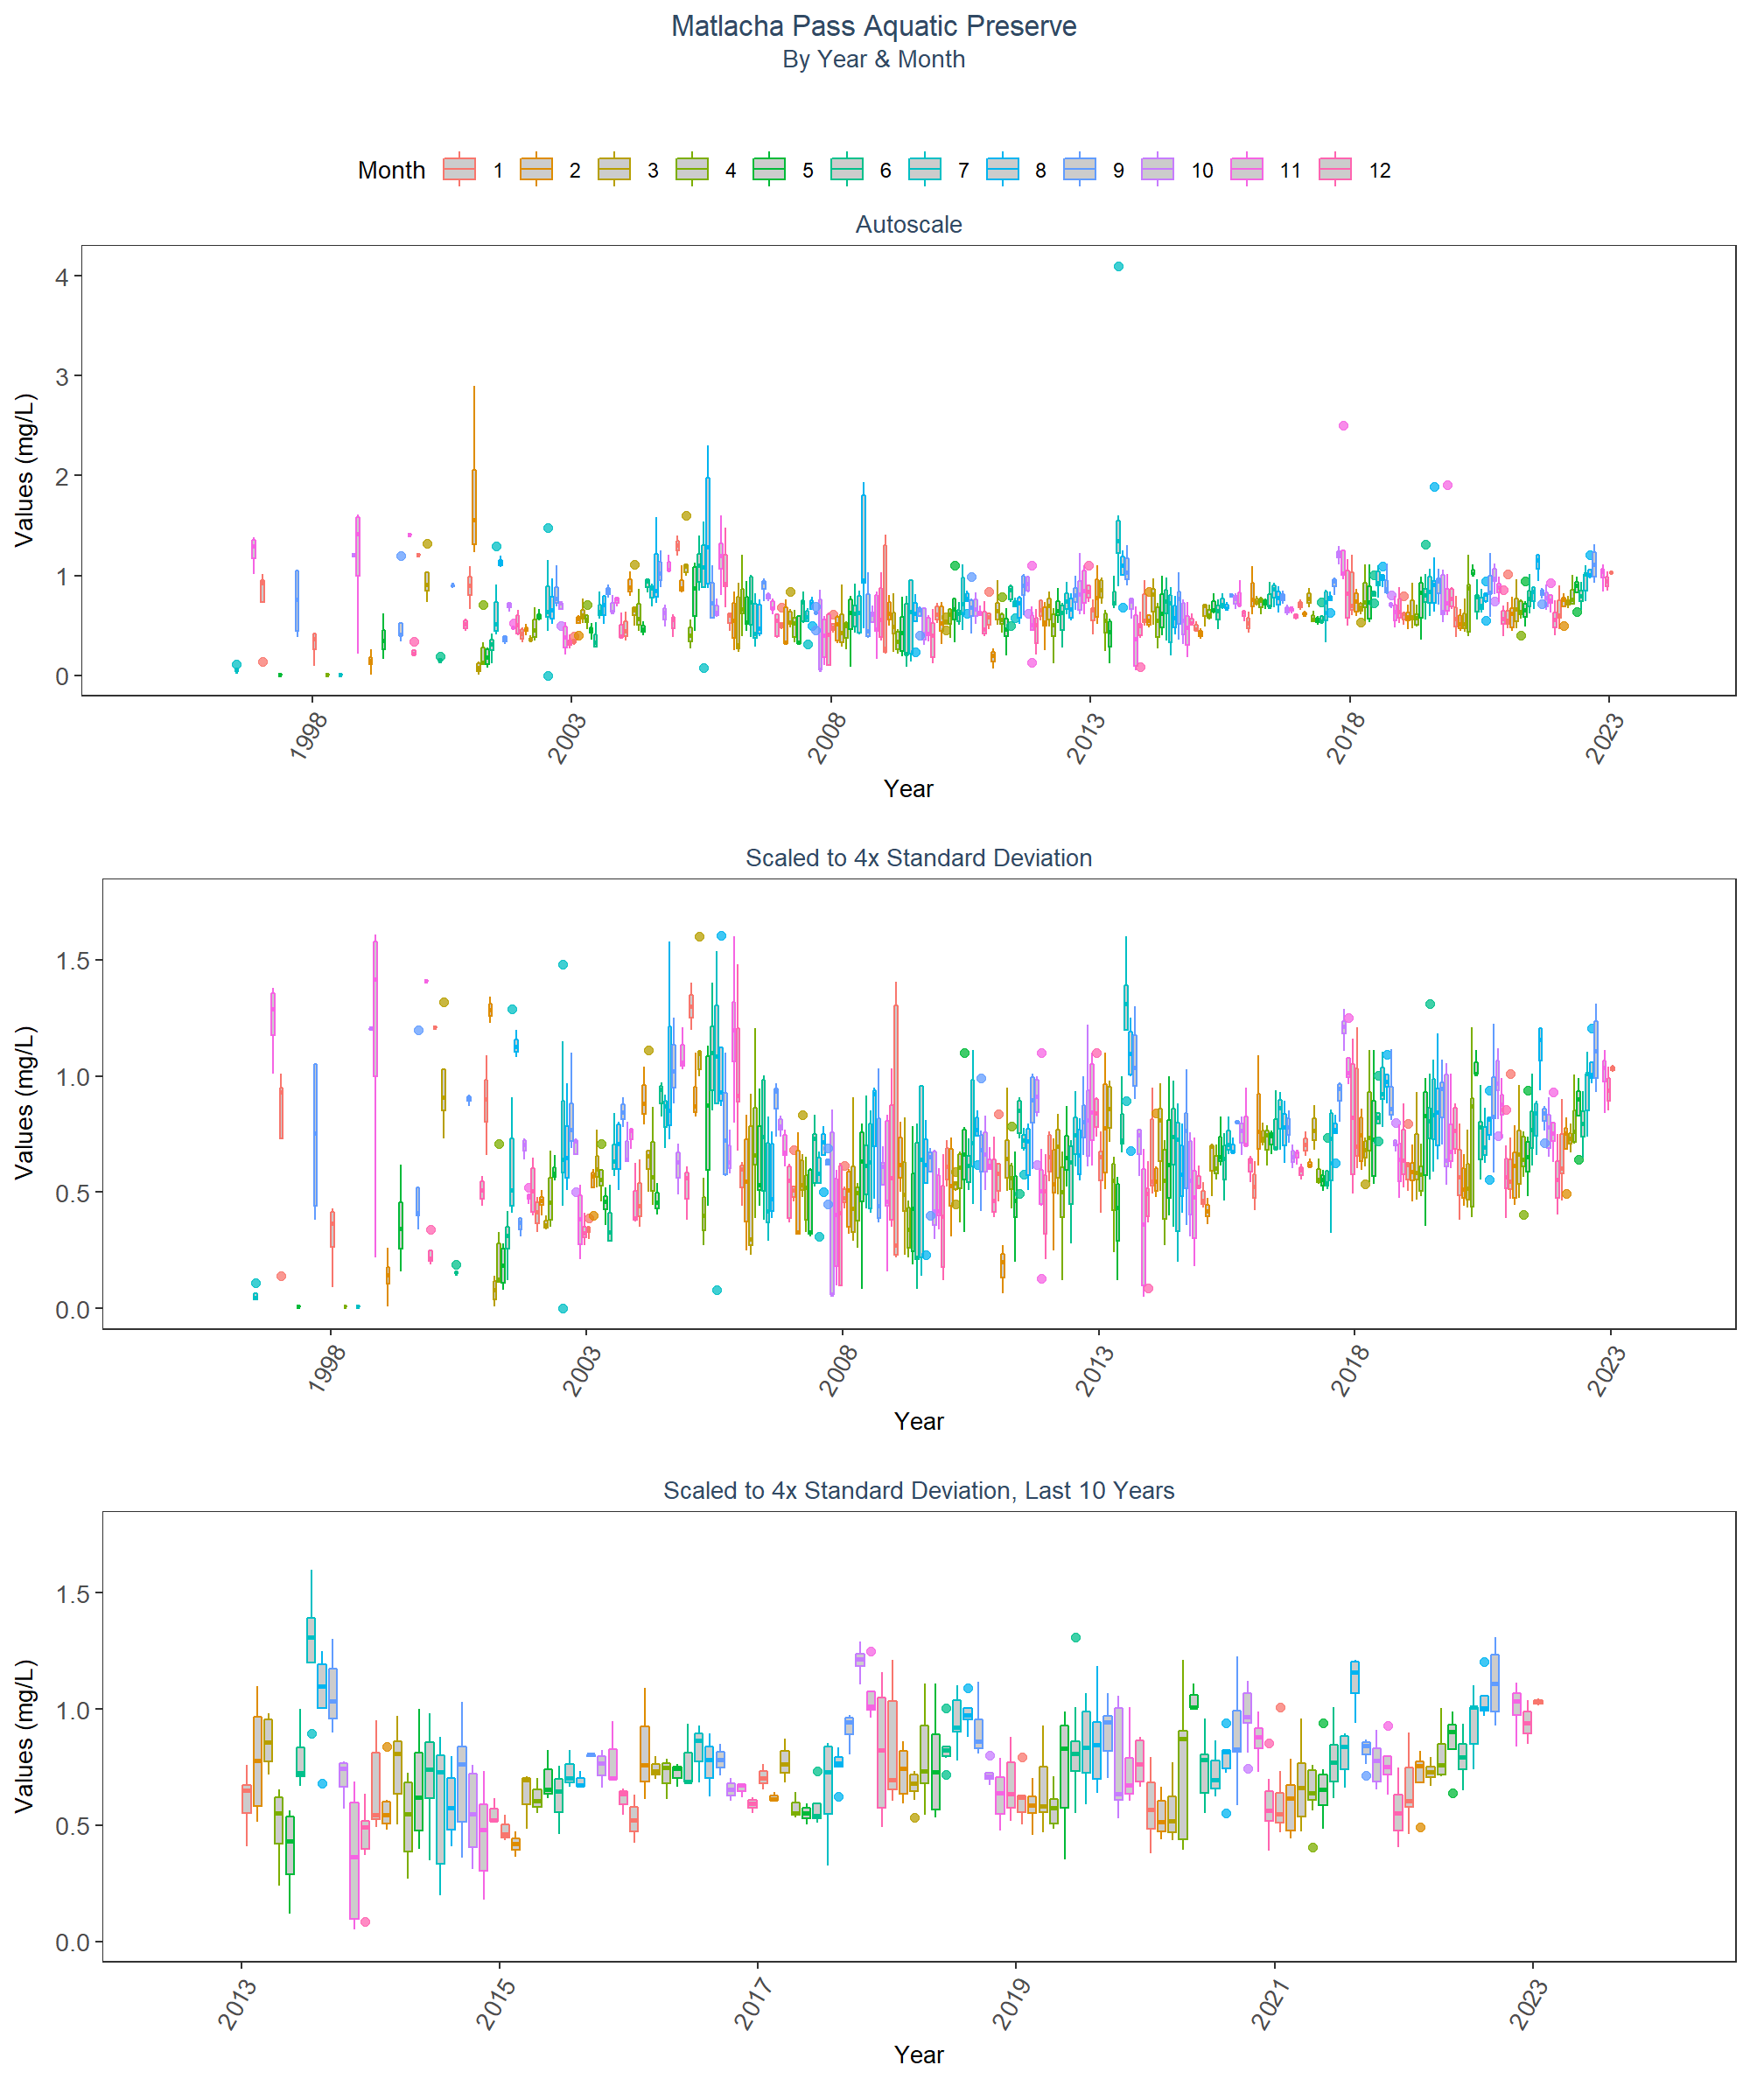 Matlacha Pass Aquatic Preserve
By Year & Month
Month 1 2 3 4 5 6 7 8 9 10 11 12
Autoscale
Values (mg/L)
4
3
2
1
0
1998 2003 2008 2013 2018 2023
Year
Scaled to 4x Standard Deviation
Values (mg/L)
1.5
1.0
0.5
0.0
1998 2003 2008 2013 2018 2023
Year
Scaled to 4x Standard Deviation, Last 10 Years
Values (mg/L)
1.5
1.0
0.5
0.0
2013 2015 2017 2019 2021 2023
Year